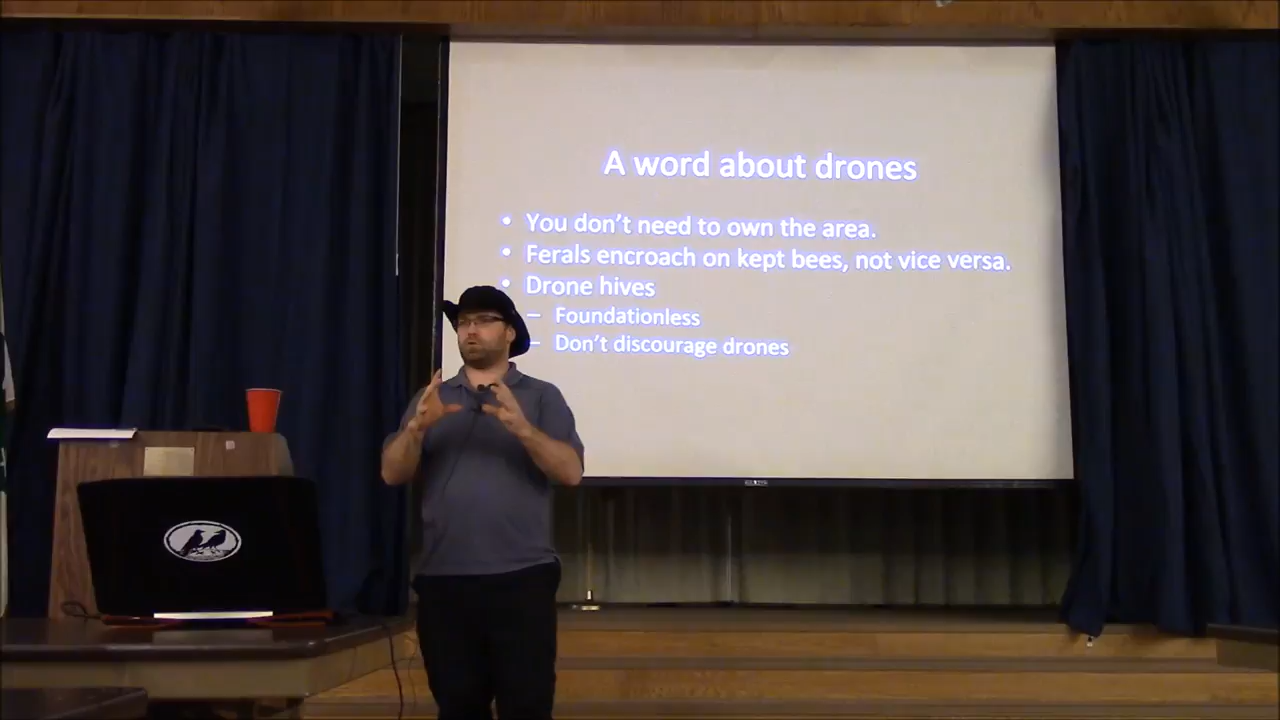 A word about drones
• You don't need to own the area.
• Ferals encroach on kept bees, not vice versa.
• Drone hives
– Foundationless
– Don't discourage drones